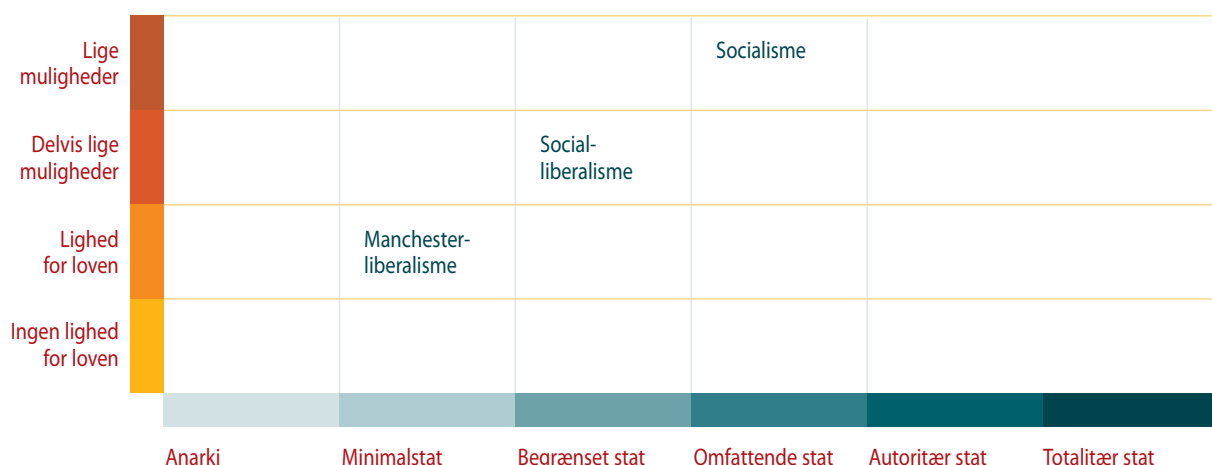 Lige
muligheder
Socialisme
Delvis lige
muligheder
Social-
liberalisme
Lighed
for loven
Manchester-
liberalisme
Ingen lighed
for loven
Anarki
Minimalstat
Begrænset stat
Omfattende stat
Autoritær stat
Totalitær stat